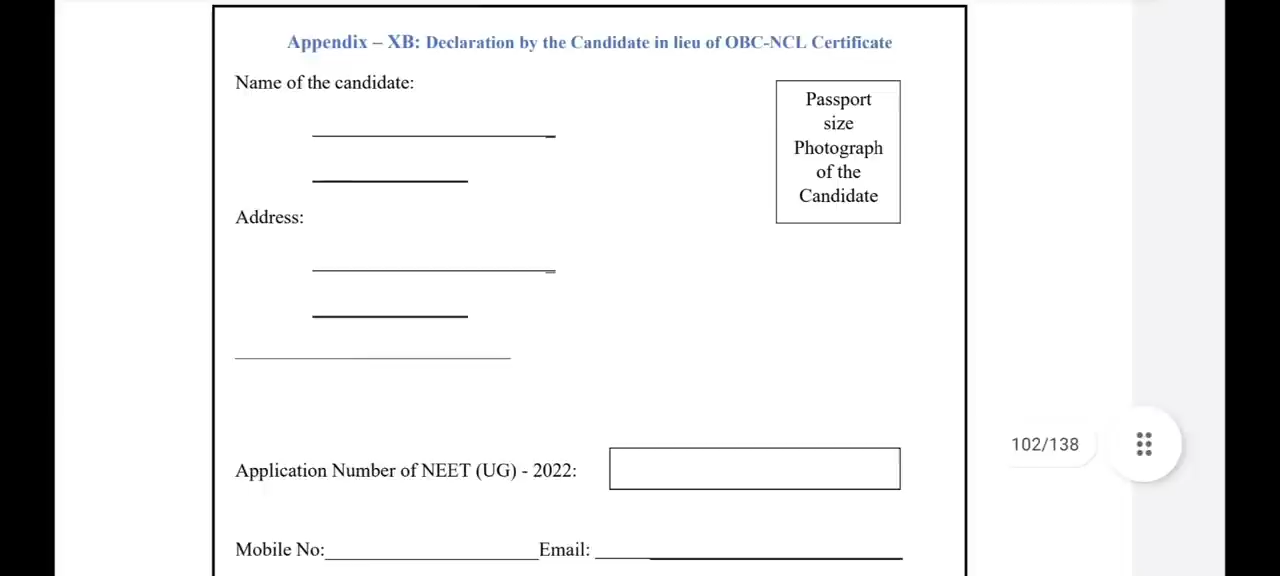 Appendix – XB: Declaration by the Candidate in lieu of OBC-NCL Certificate
Name of the candidate:
Passport
size
Photograph
of the
Candidate
Address:
102/138
Application Number of NEET (UG) - 2022:
Mobile No: Email: